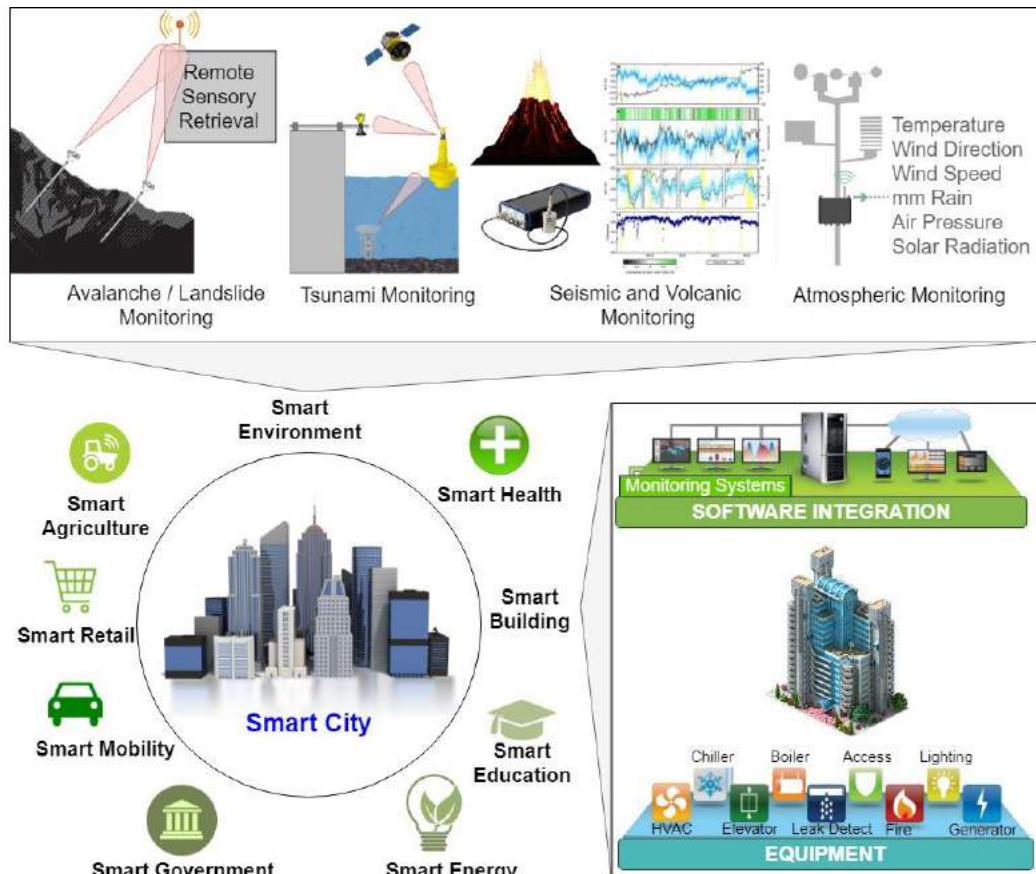 Remote
Sensory
Retrieval
Temperature
Wind Direction
Wind Speed
mm Rain
Air Pressure
Solar Radiation
Avalanche / Landslide
Monitoring
Tsunami Monitoring
Seismic and Volcanic
Monitoring
Atmospheric Monitoring
Smart
Environment
Smart Health
Smart
Agriculture
Smart Retail
Smart
Building
Smart Mobility
Smart City
Smart
Education
Smart Government
Smart Energy
Monitoring Systems
SOFTWARE INTEGRATION
Chiller
Boiler
Access
Lighting
HVAC
Elevator
Leak Detect
Fire
Generator
EQUIPMENT